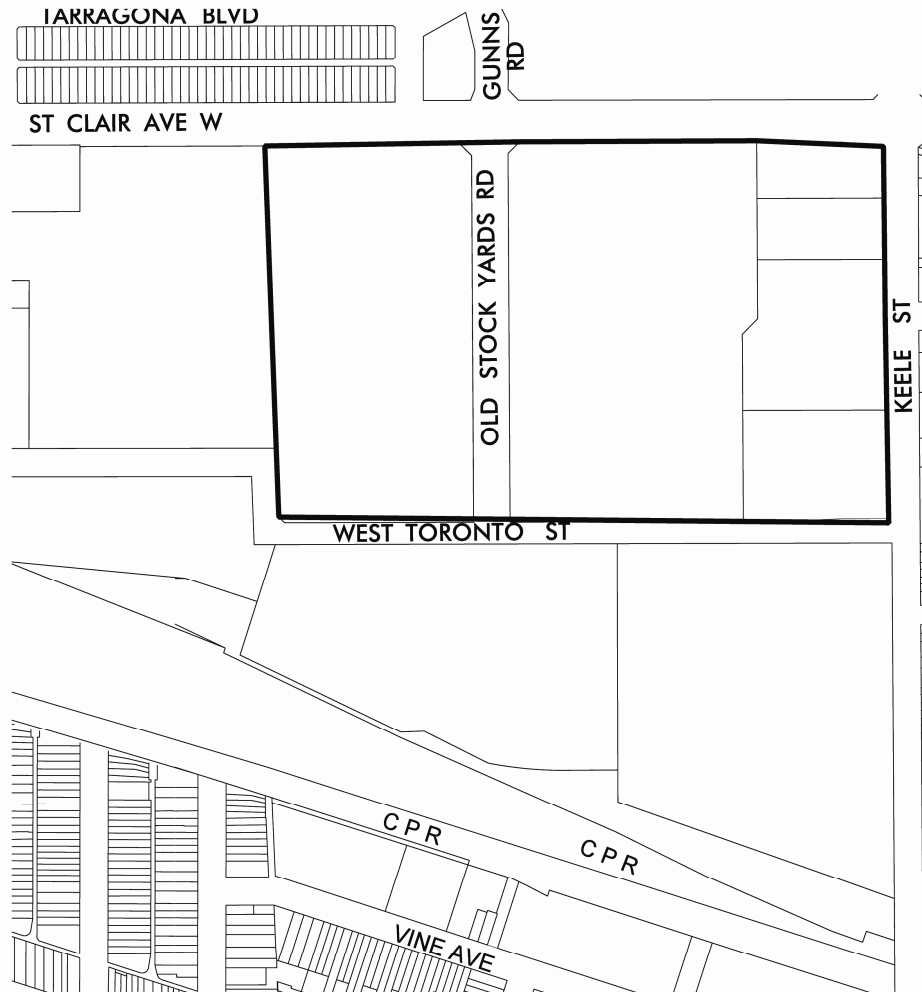 TARRAGONA BLVD
GUNNS
RD
ST CLAIR AVE W
OLD STOCK YARDS RD
KEELE ST
WEST TORONTO ST
CPR
CPR
VINE AVE